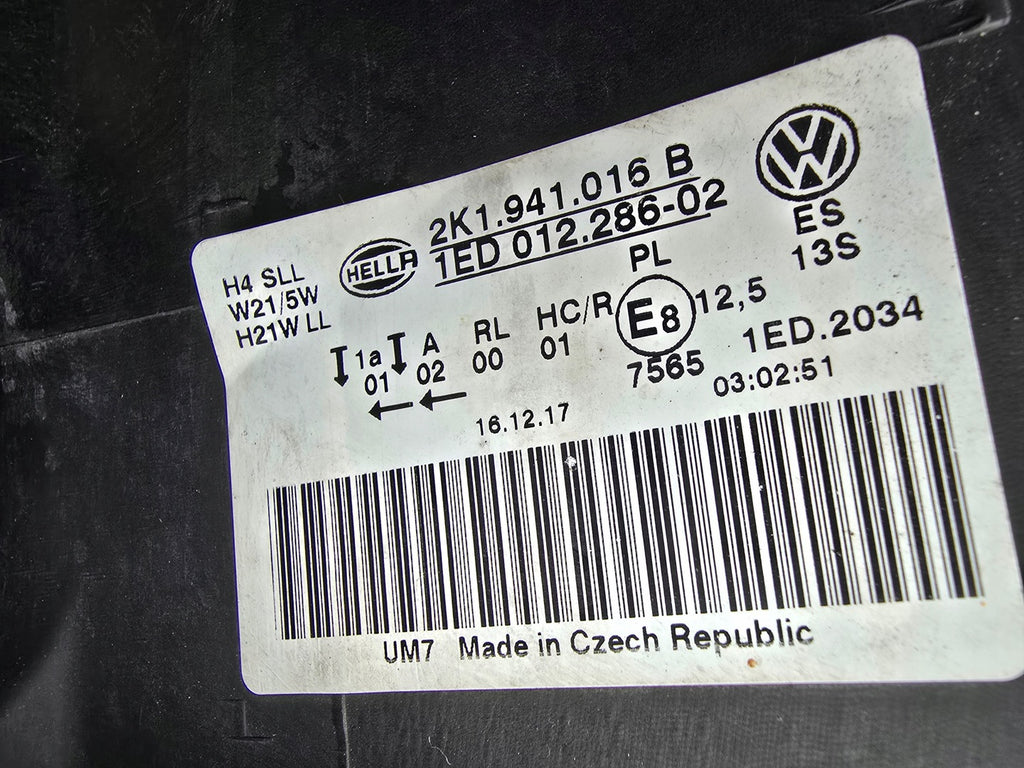 2K1.941.016 B
HELLA 1ED 012.286-02
H4 SLL
W21/5W
H21W LL
ES
13S
PL
1a A RL HC/R E8 12,5
01 02 00 01 7565
1ED.2034
16.12.17 03:02:51
UM7 Made in Czech Republic